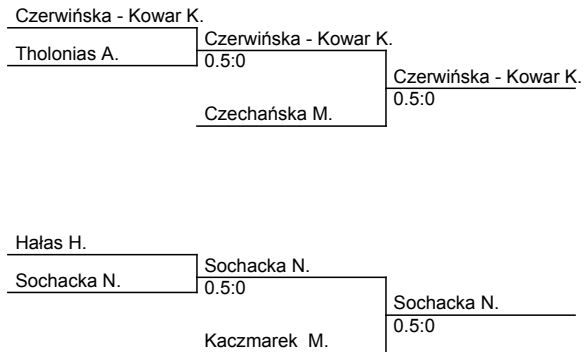 Czerwińska - Kowar K.
Tholonias A.
Czerwińska - Kowar K.
0.5:0
Czechańska M.
Czerwińska - Kowar K.
0.5:0
Hałas H.
Sochacka N.
Sochacka N.
0.5:0
Kaczmarek  M.
Sochacka N.
0.5:0